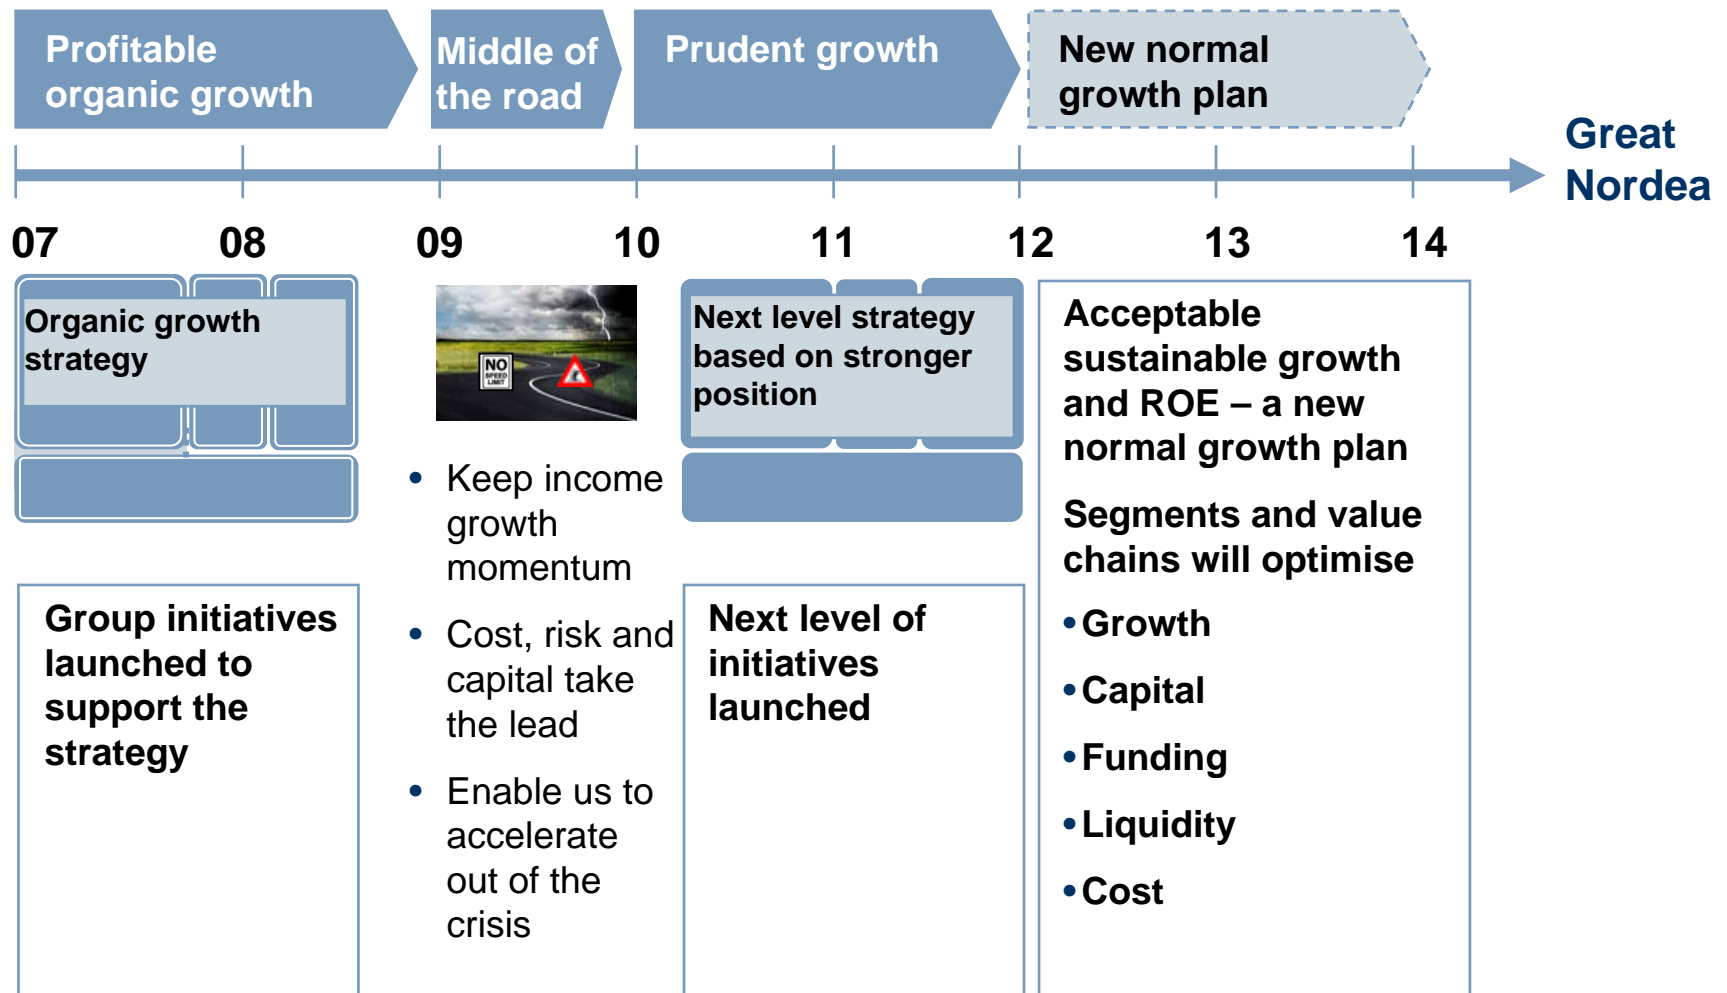 Profitable
organic growth
Middle of
the road
Prudent growth
New normal
growth plan
Great
Nordea
07
08
09
10
11
12
13
14
Organic growth
strategy
Group initiatives
launched to
support the
strategy
NO
SPEED
LIMIT
• Keep income
growth
momentum
• Cost, risk and
capital take
the lead
• Enable us to
accelerate
out of the
crisis
Next level strategy
based on stronger
position
Next level of
initiatives
launched
Acceptable
sustainable growth
and ROE – a new
normal growth plan
Segments and value
chains will optimise
• Growth
• Capital
• Funding
• Liquidity
• Cost